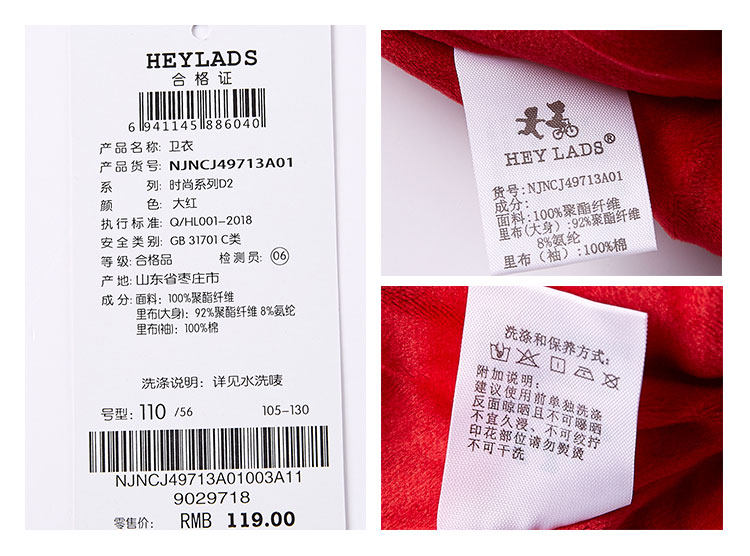 HEYLADS
合格证
6 941145 886040
产品名称: 卫衣
产品货号: NJNCJ49713A01
系 列: 时尚系列D2
颜 色: 大红
执行标准: Q/HL001-2018
安全类别: GB 31701 C类
等级: 合格品 检测员: 06
产地: 山东省枣庄市
成分: 面料: 100%聚酯纤维
里布(大身): 92%聚酯纤维 8%氨纶
里布(袖): 100%棉
洗涤说明: 详见水洗唛
号型: 110 /56 105-130
NJNCJ49713A01003A11
9029718
零售价: RMB 119.00
HEY LADS®
货号: NJNCJ49713A01
成分:
面料: 100%聚酯纤维
里布(大身): 92%聚酯纤维
8%氨纶
里布(袖): 100%棉
洗涤和保养方式:
附加说明:
建议使用前单独洗涤
反面晾晒且不可曝晒
不宜久浸、不可绞拧
印花部位请勿熨烫
不可干洗